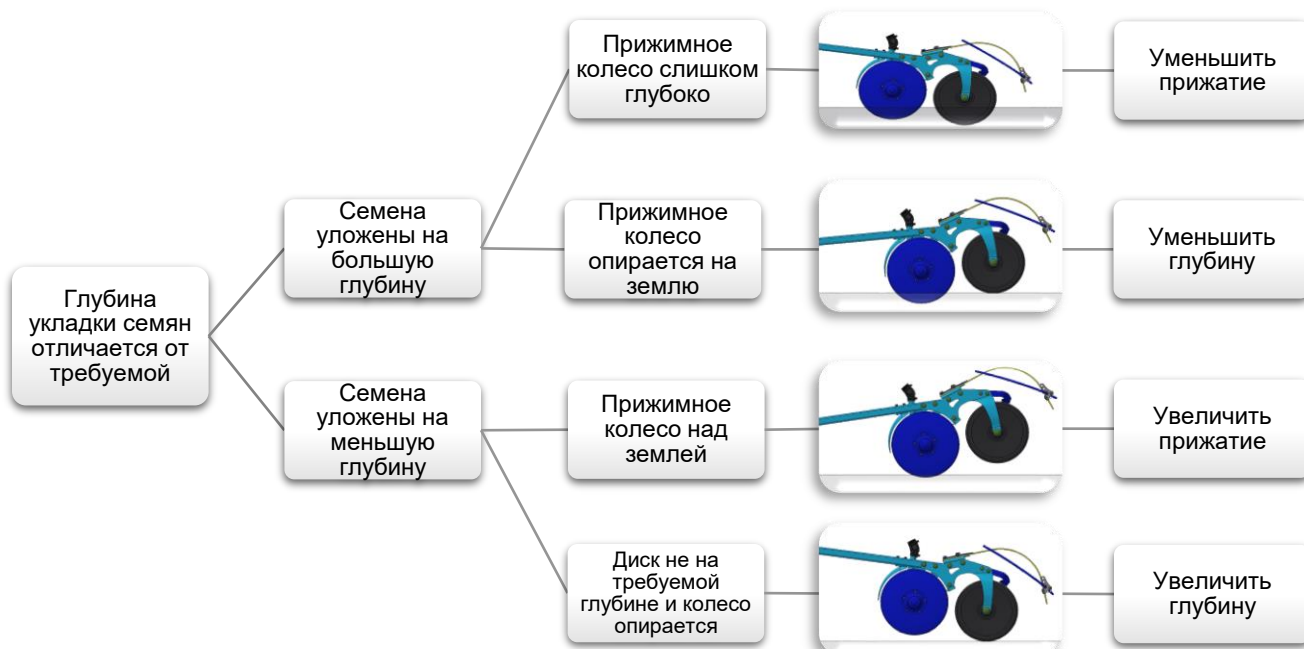 Глубина
укладки семян
отличается от
требуемой
Семена
уложены на
большую
глубину
Прижимное
колесо слишком
глубоко
Уменьшить
прижатие
Прижимное
колесо
опирается на
землю
Уменьшить
глубину
Семена
уложены на
меньшую
глубину
Прижимное
колесо над
землей
Увеличить
прижатие
Диск не на
требуемой
глубине и колесо
опирается
Увеличить
глубину